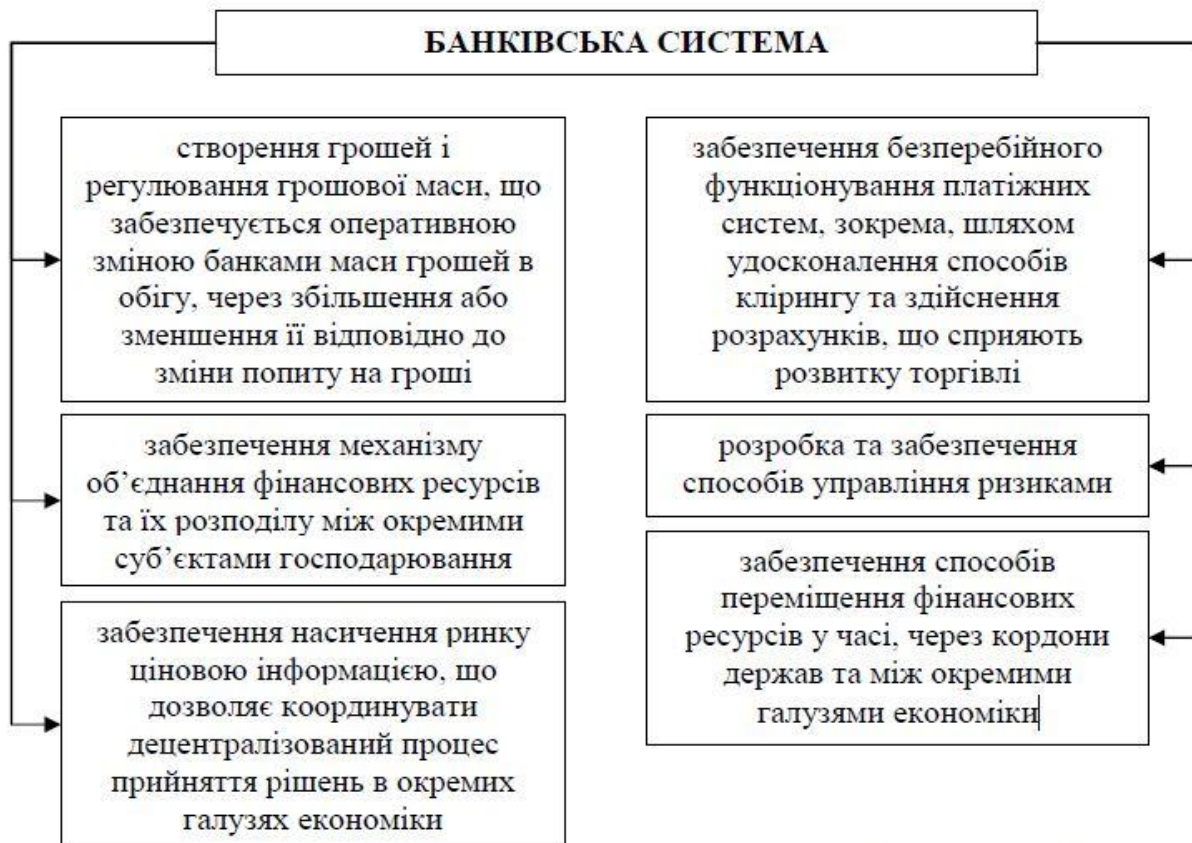 БАНКІВСЬКА СИСТЕМА
створення грошей і
регулювання грошової маси, що
забезпечується оперативною
зміною банками маси грошей в
обігу, через збільшення або
зменшення її відповідно до
зміни попиту на гроші
забезпечення механізму
об’єднання фінансових ресурсів
та їх розподілу між окремими
суб’єктами господарювання
забезпечення насичення ринку
ціновою інформацією, що
дозволяє координувати
децентралізований процес
прийняття рішень в окремих
галузях економіки
забезпечення безперебійного
функціонування платіжних
систем, зокрема, шляхом
удосконалення способів
клірингу та здійснення
розрахунків, що сприяють
розвитку торгівлі
розробка та забезпечення
способів управління ризиками
забезпечення способів
переміщення фінансових
ресурсів у часі, через кордони
держав та між окремими
галузями економіки